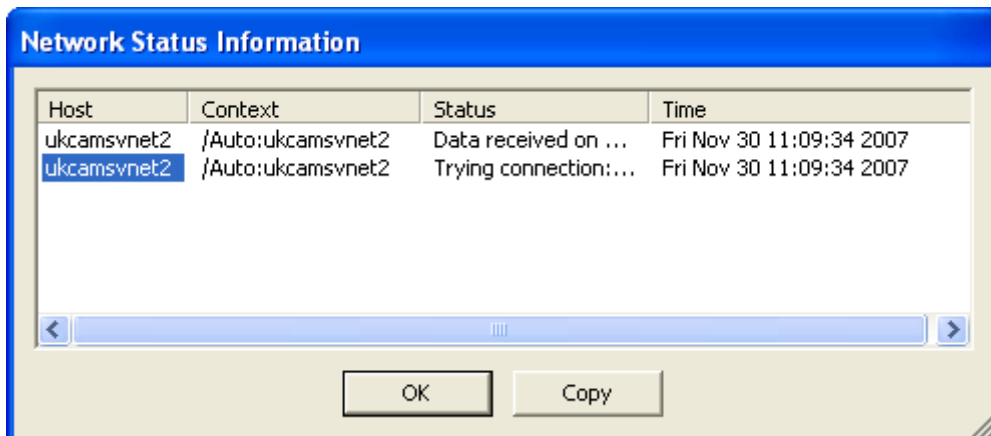 Network Status Information
Host Context Status Time
ukcamsvnet2 /Auto:ukcamsvnet2 Data received on ... Fri Nov 30 11:09:34 2007
ukcamsvnet2 /Auto:ukcamsvnet2 Trying connection:... Fri Nov 30 11:09:34 2007
OK Copy